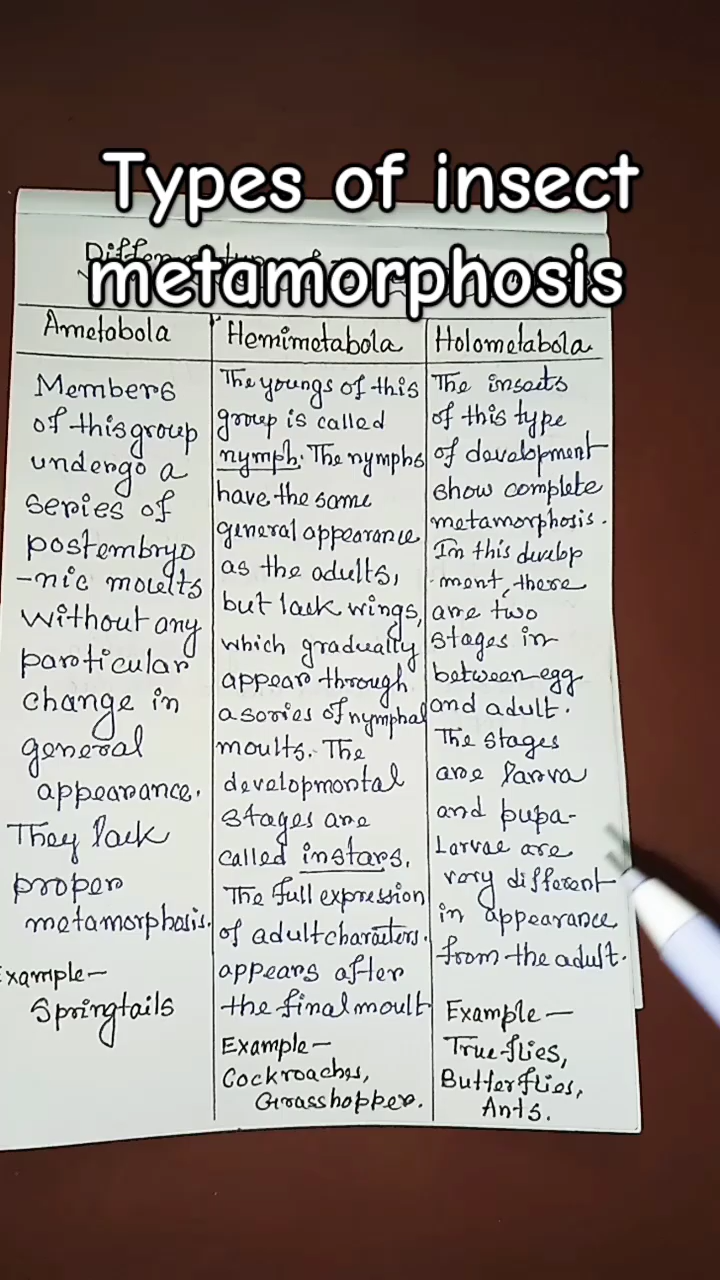 Types of insect
metamorphosis
Ametabola
Members
of this group
undergo a
series of
postembryo
-nic moults
without any
particular
change in
general
appearance.
They lack
proper
metamorphosis.
Example-
Springtails
Hemimetabola
The youngs of this
group is called
nymph. The nymphs
have the same
general appearance
as the adults,
but lack wings,
which gradually
appear through
a series of nymphal
moults. The
developmental
stages are
called instars.
The full expression
of adult characters.
appears after
the final moult
Example-
Cockroaches,
Grasshopper.
Holometabola
The insects
of this type
of development
show complete
metamorphosis.
In this develop
-ment, there
are two
stages in
between egg
and adult.
The stages
are larva
and pupa-
Larvae are
very different
in appearance
from the adult.
Example-
True flies,
Butterflies,
Ants.